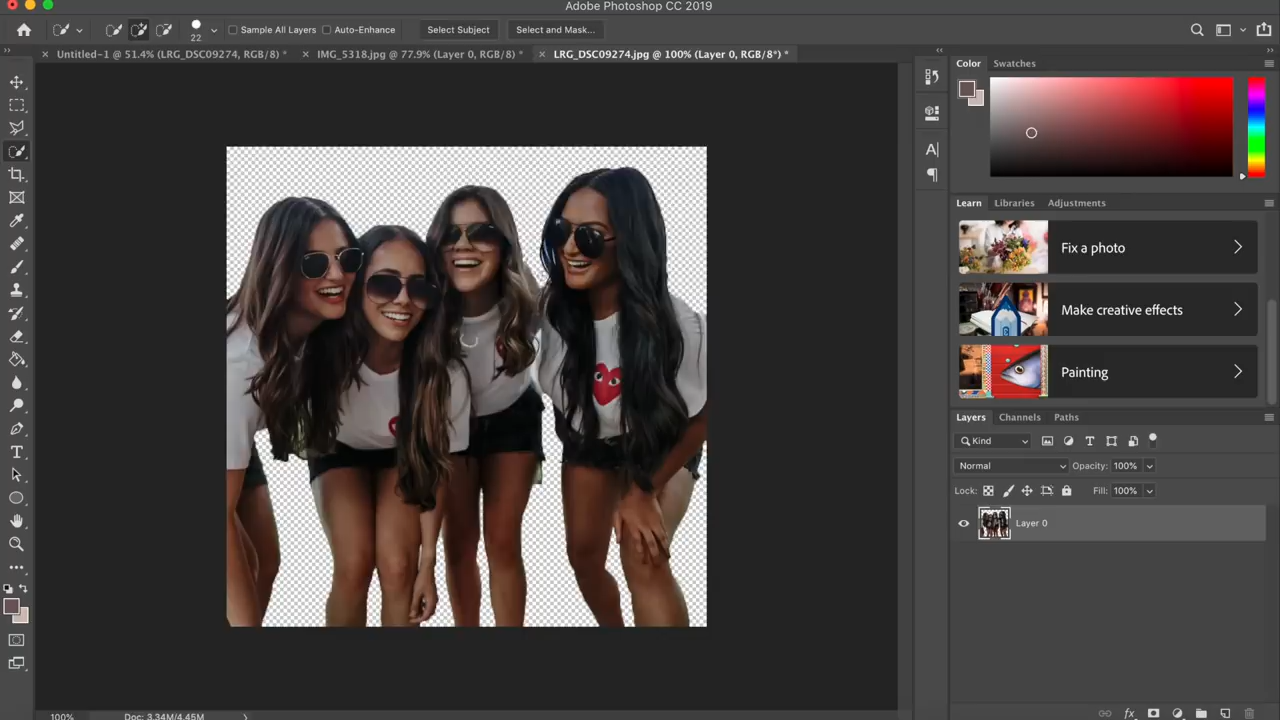 Adobe Photoshop CC 2019
22
Sample All Layers
Auto-Enhance
Select Subject
Select and Mask...
Untitled-1 @ 51.4% (LRG_DSC09274, RGB/8) *
IMG_5318.jpg @ 77.9% (Layer 0, RGB/8) *
LRG_DSC09274.jpg @ 100% (Layer 0, RGB/8*) *
Color
Swatches
Learn
Libraries
Adjustments
Fix a photo
Make creative effects
Painting
Layers
Channels
Paths
Kind
Normal
Opacity: 100%
Lock:
Fill: 100%
Layer 0
100%
Doc: 3.34M/4.45M
fx